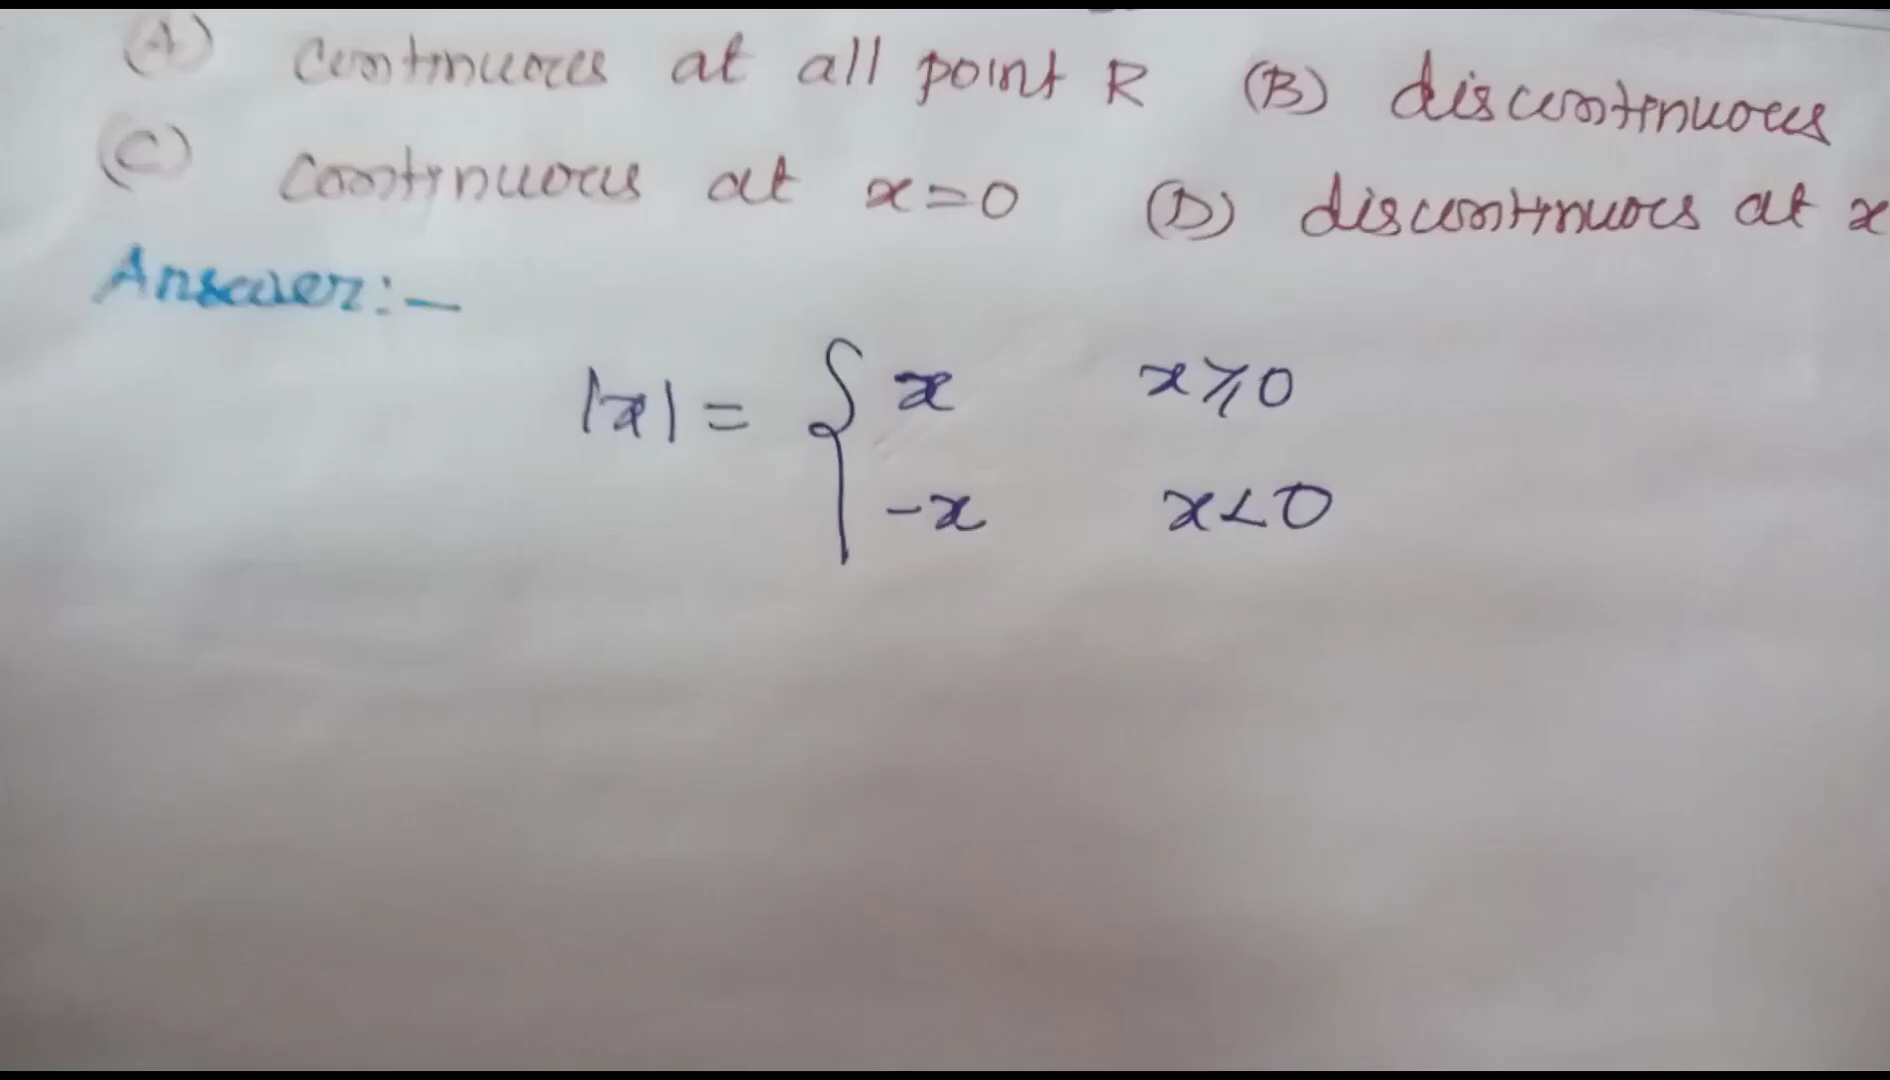 (A) continuous at all point R (B) discontinuous
(C) continuous at x=0 (D) discontinuous at x
Answer:-
|x| = { x x⩾0
-x x<0